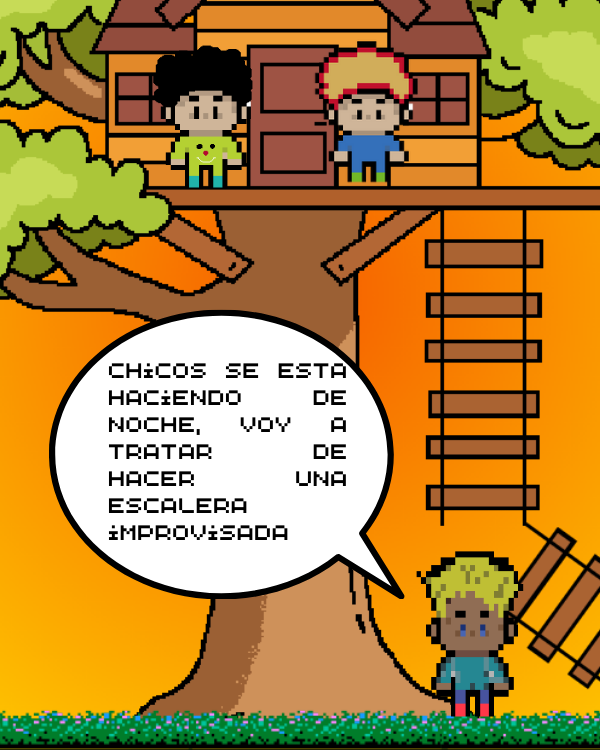 CHiCOS SE ESTA
HACiENDO DE
NOCHE, VOY A
TRATAR DE
HACER UNA
ESCALERA
iMPROViSADA